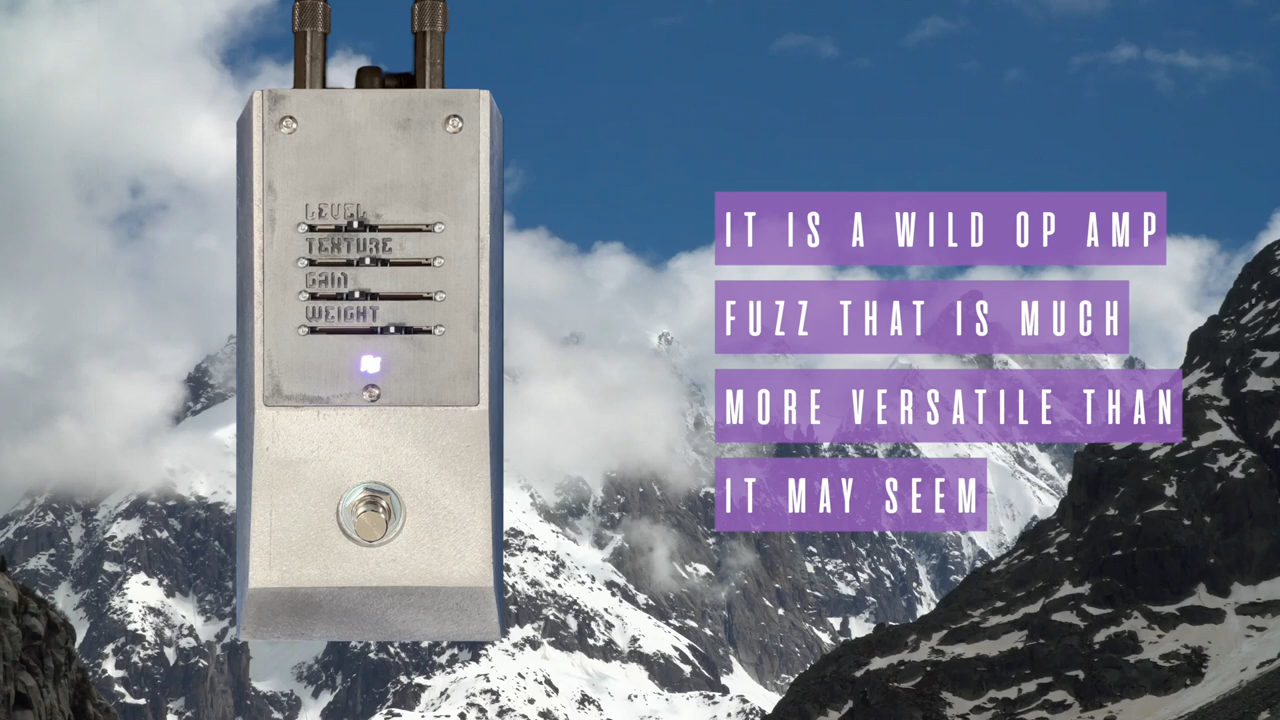 LEVEL
TEXTURE
GAIN
WEIGHT
IT IS A WILD OP AMP
FUZZ THAT IS MUCH
MORE VERSATILE THAN
IT MAY SEEM